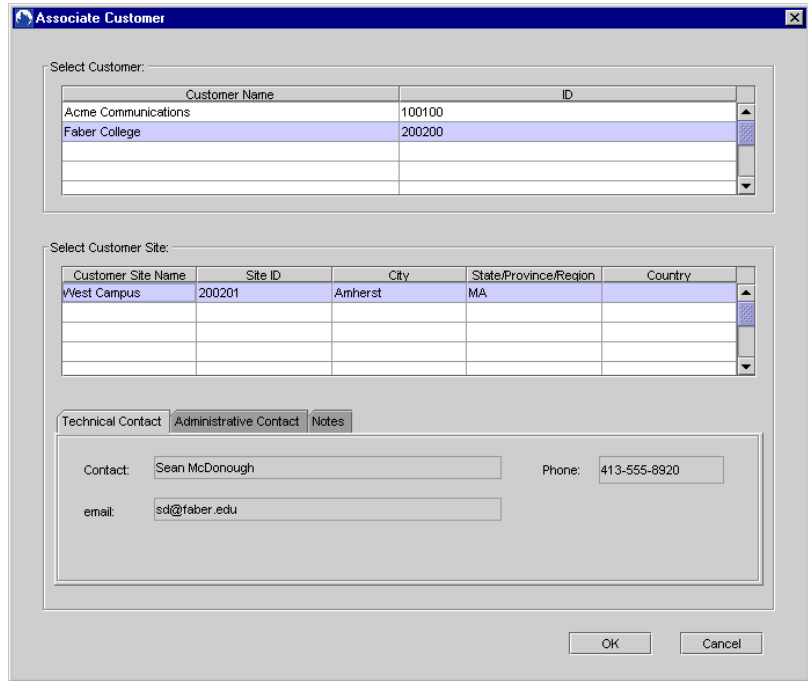 Associate Customer
Select Customer:
Customer Name ID
Acme Communications 100100
Faber College 200200
Select Customer Site:
Customer Site Name Site ID City State/Province/Region Country
West Campus 200201 Amherst MA
Technical Contact Administrative Contact Notes
Contact: Sean McDonough Phone: 413-555-8920
email: sd@faber.edu
OK Cancel